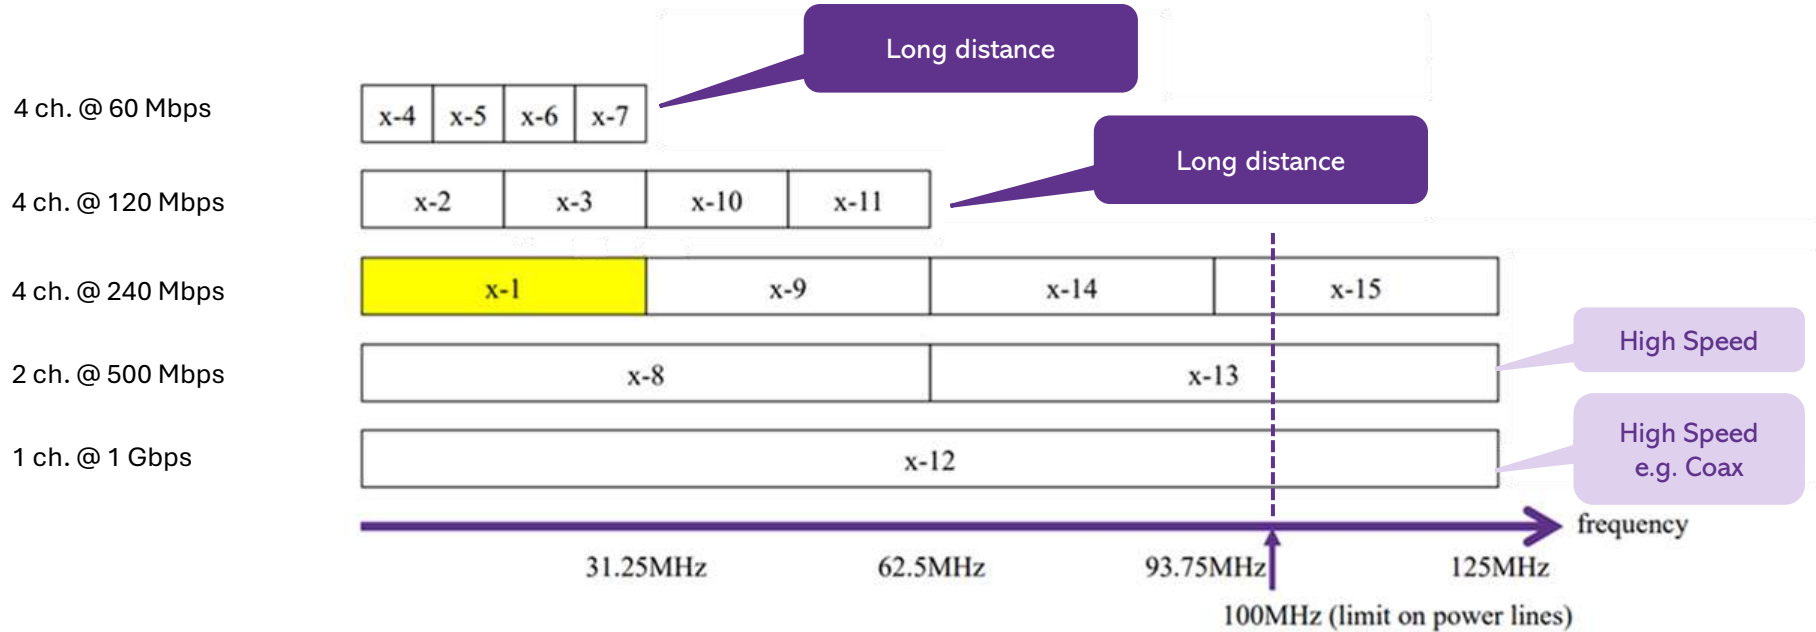 Long distance
4 ch. @ 60 Mbps
x-4 x-5 x-6 x-7
Long distance
4 ch. @ 120 Mbps
x-2 x-3 x-10 x-11
4 ch. @ 240 Mbps
x-1 x-9 x-14 x-15
High Speed
2 ch. @ 500 Mbps
x-8 x-13
High Speed
e.g. Coax
1 ch. @ 1 Gbps
x-12
frequency
31.25MHz 62.5MHz 93.75MHz 125MHz
100MHz (limit on power lines)